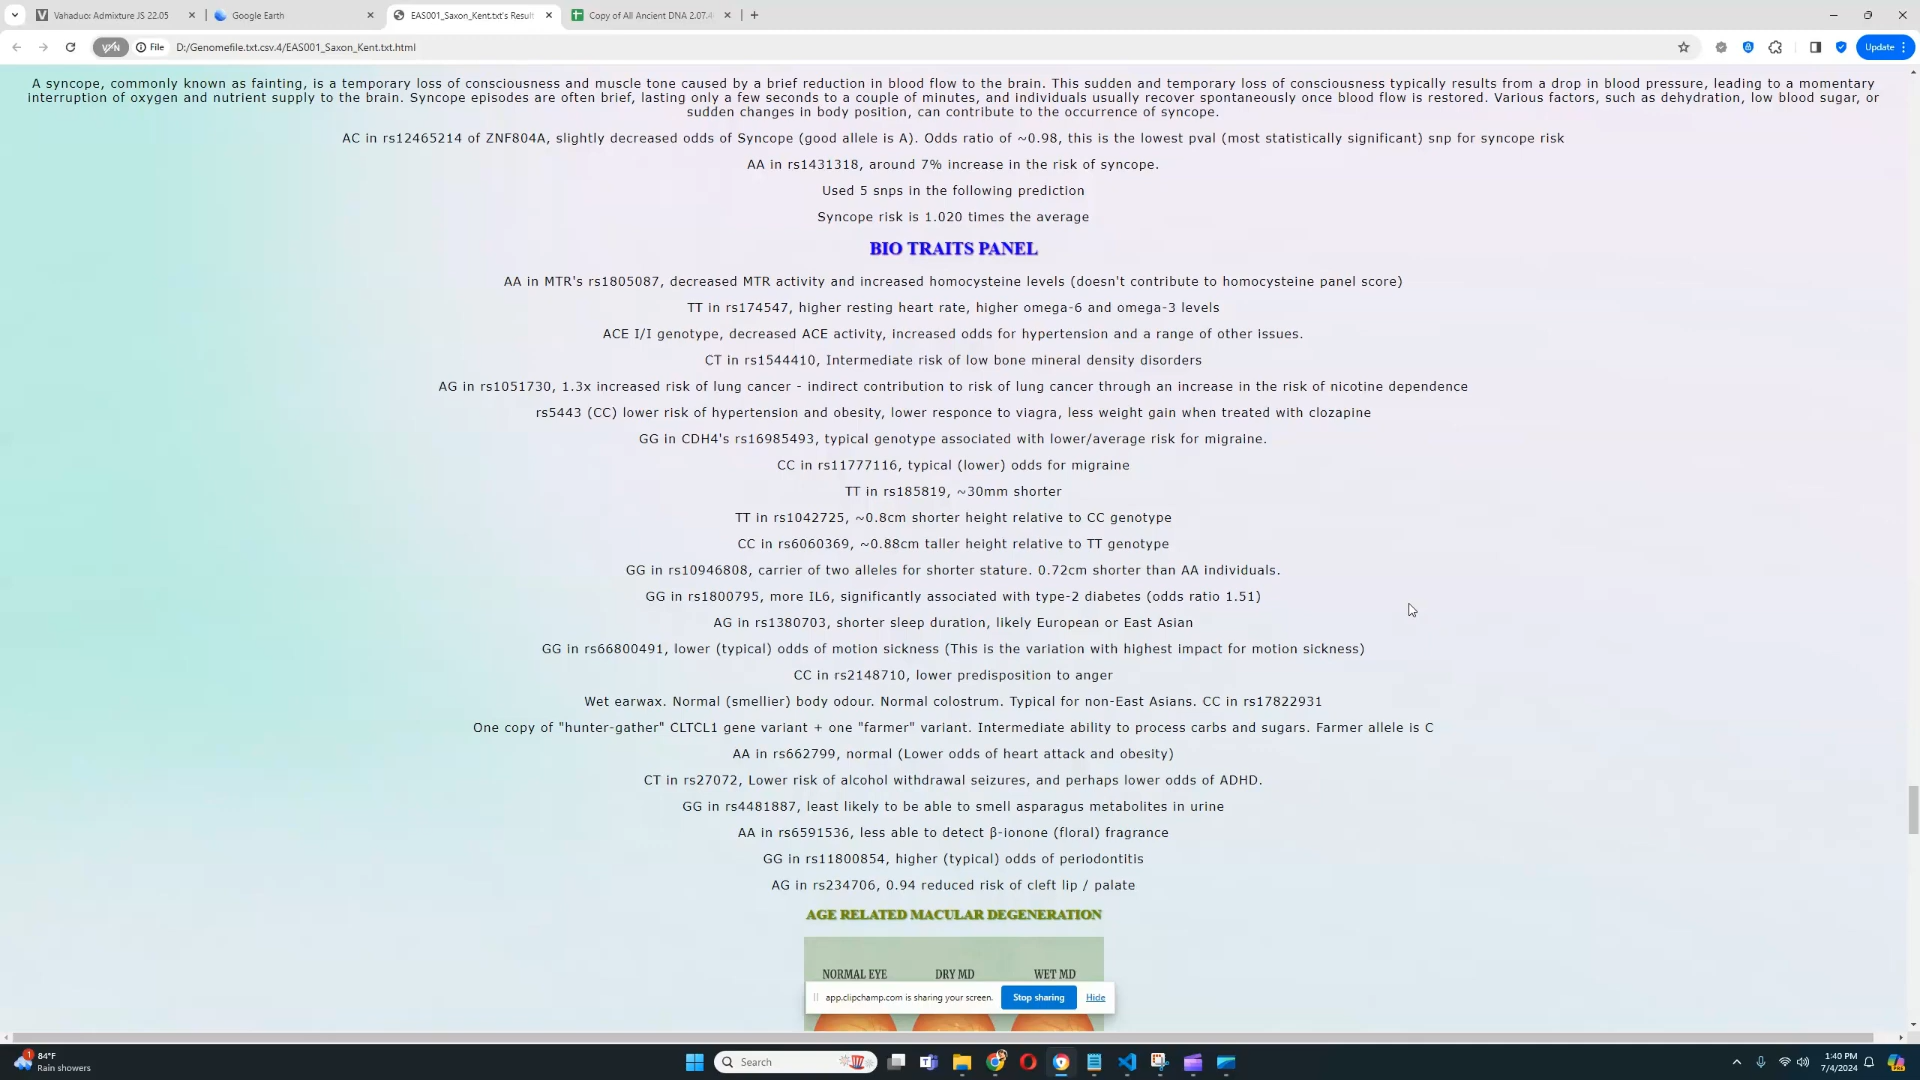 Vahaduo: Admixture JS 22.05
Google Earth
EAS001_Saxon_Kent.txt's Result
Copy of All Ancient DNA 2.07.4
VPN
File
D:/Genomefile.txt.csv.4/EAS001_Saxon_Kent.txt.html
Update
A syncope, commonly known as fainting, is a temporary loss of consciousness and muscle tone caused by a brief reduction in blood flow to the brain. This sudden and temporary loss of consciousness typically results from a drop in blood pressure, leading to a momentary
interruption of oxygen and nutrient supply to the brain. Syncope episodes are often brief, lasting only a few seconds to a couple of minutes, and individuals usually recover spontaneously once blood flow is restored. Various factors, such as dehydration, low blood sugar, or
sudden changes in body position, can contribute to the occurrence of syncope.
AC in rs12465214 of ZNF804A, slightly decreased odds of Syncope (good allele is A). Odds ratio of ~0.98, this is the lowest pval (most statistically significant) snp for syncope risk
AA in rs1431318, around 7% increase in the risk of syncope.
Used 5 snps in the following prediction
Syncope risk is 1.020 times the average
BIO TRAITS PANEL
AA in MTR's rs1805087, decreased MTR activity and increased homocysteine levels (doesn't contribute to homocysteine panel score)
TT in rs174547, higher resting heart rate, higher omega-6 and omega-3 levels
ACE I/I genotype, decreased ACE activity, increased odds for hypertension and a range of other issues.
CT in rs1544410, Intermediate risk of low bone mineral density disorders
AG in rs1051730, 1.3x increased risk of lung cancer - indirect contribution to risk of lung cancer through an increase in the risk of nicotine dependence
rs5443 (CC) lower risk of hypertension and obesity, lower responce to viagra, less weight gain when treated with clozapine
GG in CDH4's rs16985493, typical genotype associated with lower/average risk for migraine.
CC in rs11777116, typical (lower) odds for migraine
TT in rs185819, ~30mm shorter
TT in rs1042725, ~0.8cm shorter height relative to CC genotype
CC in rs6060369, ~0.88cm taller height relative to TT genotype
GG in rs10946808, carrier of two alleles for shorter stature. 0.72cm shorter than AA individuals.
GG in rs1800795, more IL6, significantly associated with type-2 diabetes (odds ratio 1.51)
AG in rs1380703, shorter sleep duration, likely European or East Asian
GG in rs66800491, lower (typical) odds of motion sickness (This is the variation with highest impact for motion sickness)
CC in rs2148710, lower predisposition to anger
Wet earwax. Normal (smellier) body odour. Normal colostrum. Typical for non-East Asians. CC in rs17822931
One copy of "hunter-gather" CLTCL1 gene variant + one "farmer" variant. Intermediate ability to process carbs and sugars. Farmer allele is C
AA in rs662799, normal (Lower odds of heart attack and obesity)
CT in rs27072, Lower risk of alcohol withdrawal seizures, and perhaps lower odds of ADHD.
GG in rs4481887, least likely to be able to smell asparagus metabolites in urine
AA in rs6591536, less able to detect β-ionone (floral) fragrance
GG in rs11800854, higher (typical) odds of periodontitis
AG in rs234706, 0.94 reduced risk of cleft lip / palate
AGE RELATED MACULAR DEGENERATION
NORMAL EYE DRY MD WET MD
app.clipchamp.com is sharing your screen. Stop sharing Hide
1
84°F
Rain showers
Search
1:40 PM
7/4/2024